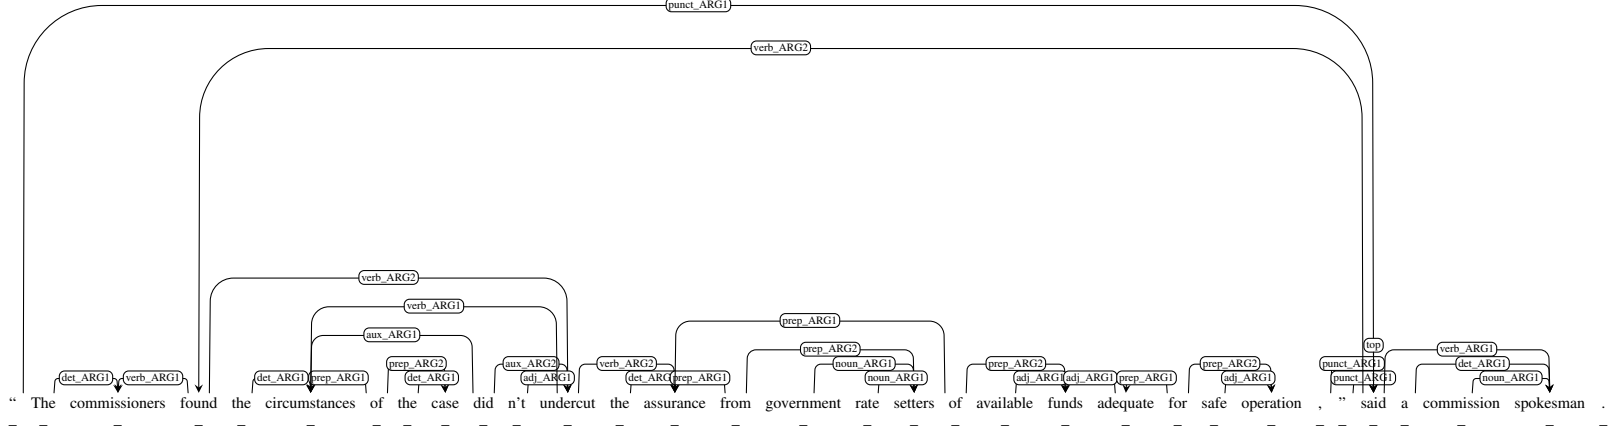 punct_ARG1
verb_ARG2
verb_ARG2
verb_ARG1
prep_ARG1
aux_ARG1
top
prep_ARG2 verb_ARG1
prep_ARG2 aux_ARG2 verb_ARG2 noun_ARG1 prep_ARG2 prep_ARG2 punct_ARG1 det_ARG1
det_ARG1 verb_ARG1 det_ARG1 prep_ARG1 det_ARG1 adj_ARG1 det_ARG1 prep_ARG1 noun_ARG1 adj_ARG1 adj_ARG1 prep_ARG1 adj_ARG1 punct_ARG1 noun_ARG1
“ The commissioners found the circumstances of the case did n’t undercut the assurance from government rate setters of available funds adequate for safe operation , ” said a commission spokesman .
_ _ _ _ _ _ _ _ _ _ _ _ _ _ _ _ _ _ _ _ _ _ _ _ _ _ _ _ _ _ _ _